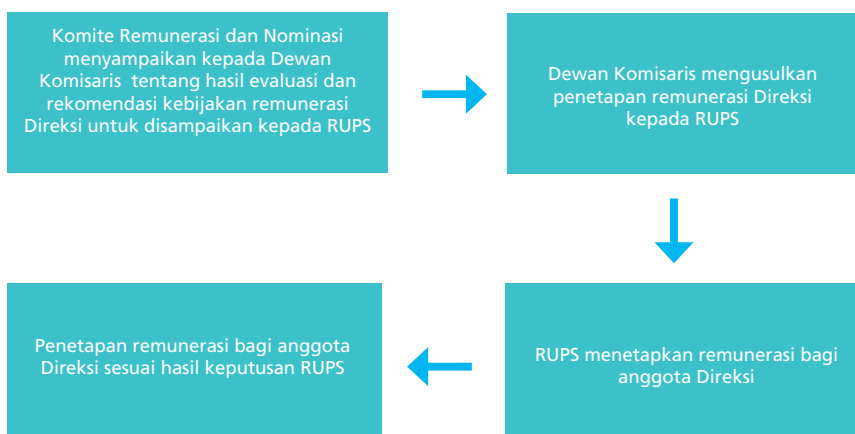 Komite Remunerasi dan Nominasi
menyampaikan kepada Dewan
Komisaris tentang hasil evaluasi dan
rekomendasi kebijakan remunerasi
Direksi untuk disampaikan kepada RUPS
Dewan Komisaris mengusulkan
penetapan remunerasi Direksi
kepada RUPS
RUPS menetapkan remunerasi bagi
anggota Direksi
Penetapan remunerasi bagi anggota
Direksi sesuai hasil keputusan RUPS